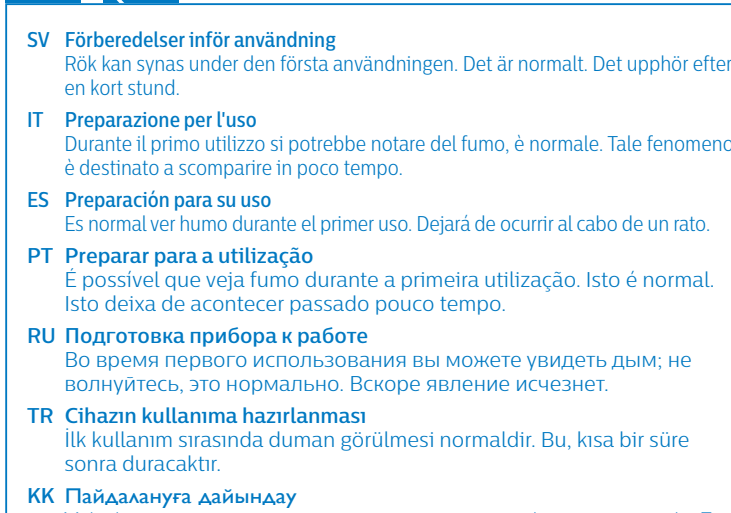 SV Förberedelser inför användning
Rök kan synas under den första användningen. Det är normalt. Det upphör efter
en kort stund.
IT Preparazione per l'uso
Durante il primo utilizzo si potrebbe notare del fumo, è normale. Tale fenomeno
è destinato a scomparire in poco tempo.
ES Preparación para su uso
Es normal ver humo durante el primer uso. Dejará de ocurrir al cabo de un rato.
PT Preparar para a utilização
É possível que veja fumo durante a primeira utilização. Isto é normal.
Isto deixa de acontecer passado pouco tempo.
RU Подготовка прибора к работе
Во время первого использования вы можете увидеть дым; не
волнуйтесь, это нормально. Вскоре явление исчезнет.
TR Cihazın kullanıma hazırlanması
İlk kullanım sırasında duman görülmesi normaldir. Bu, kısa bir süre
sonra duracaktır.
KK Пайдалануға дайындау